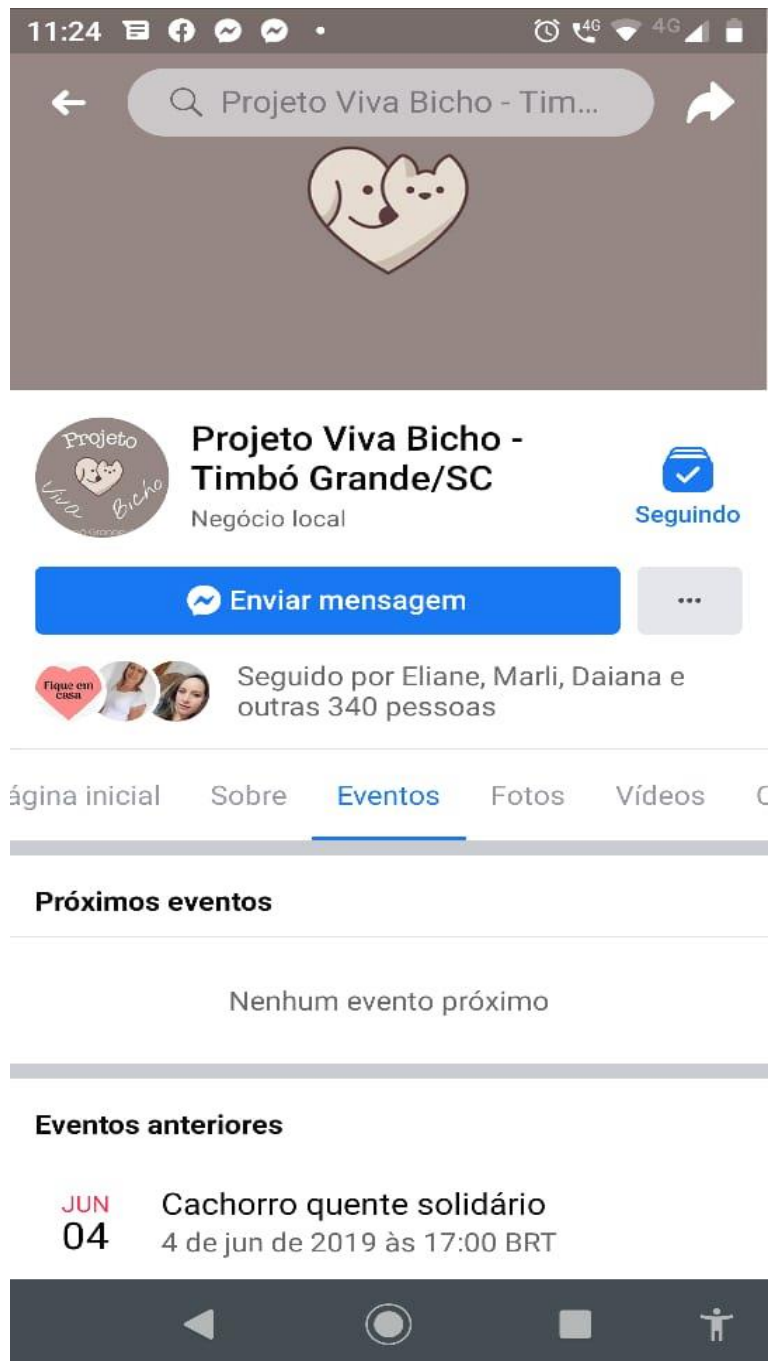 11:24
4G
4G
Projeto Viva Bicho - Tim...
Projeto
Viva Bicho
Projeto Viva Bicho -
Timbó Grande/SC
Negócio local
Seguindo
Enviar mensagem
Fique em
casa
Seguido por Eliane, Marli, Daiana e
outras 340 pessoas
ágina inicial Sobre Eventos Fotos Vídeos
Próximos eventos
Nenhum evento próximo
Eventos anteriores
JUN
04
Cachorro quente solidário
4 de jun de 2019 às 17:00 BRT